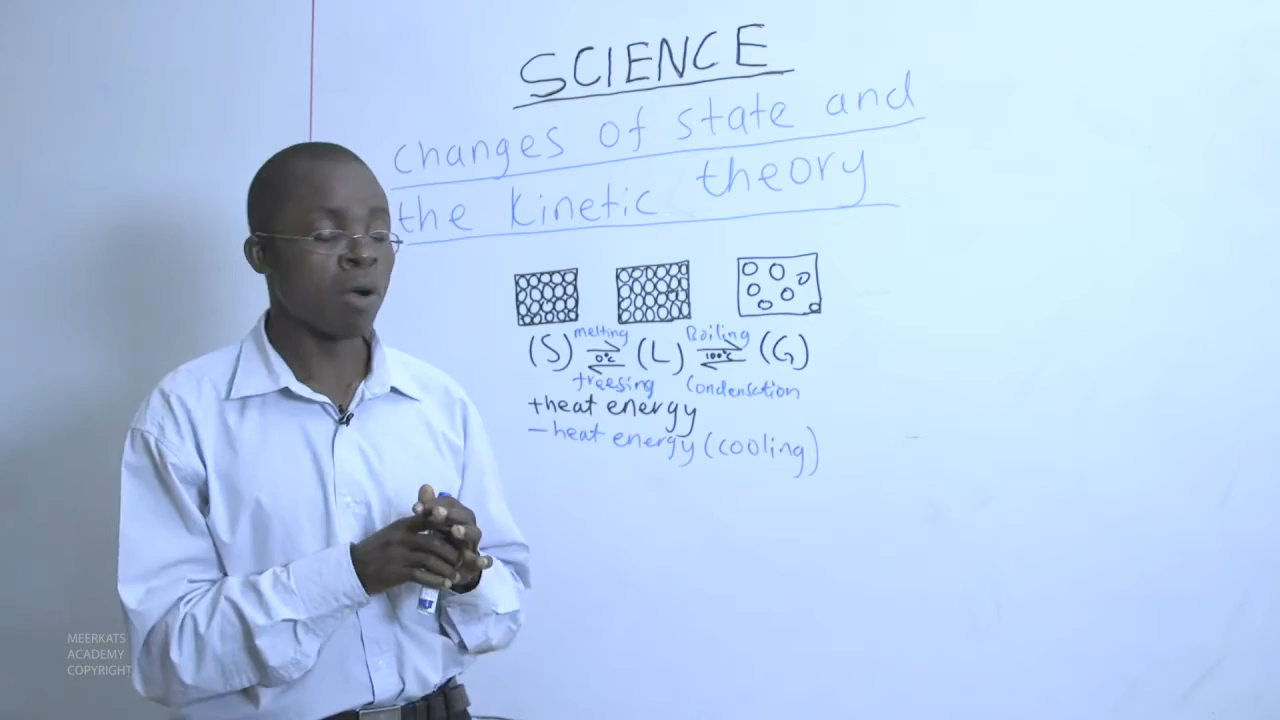 SCIENCE
changes of state and
the kinetic theory
melting Boiling
(S) 0°c (L) 100°C (G)
freesing Condensation
+heat energy
-heat energy (cooling)
MEERKATS
ACADEMY
COPYRIGHT